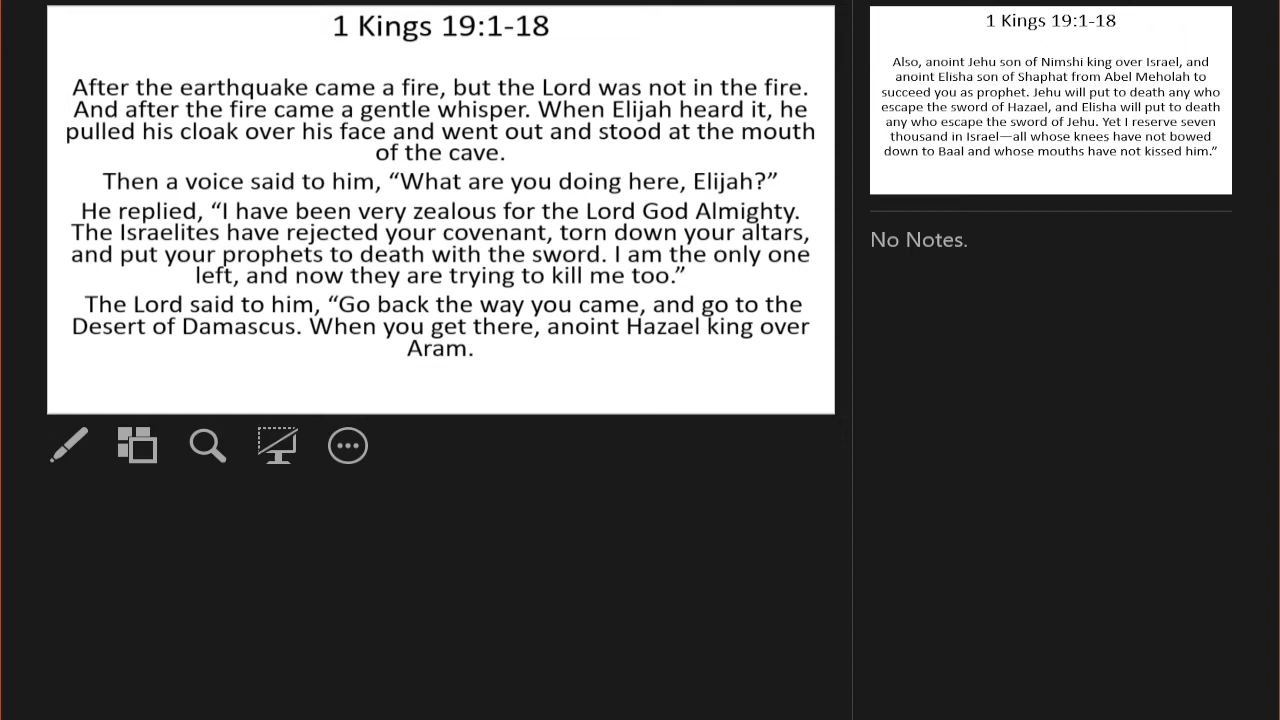 1 Kings 19:1-18
After the earthquake came a fire, but the Lord was not in the fire.
And after the fire came a gentle whisper. When Elijah heard it, he
pulled his cloak over his face and went out and stood at the mouth
of the cave.
Then a voice said to him, “What are you doing here, Elijah?”
He replied, “I have been very zealous for the Lord God Almighty.
The Israelites have rejected your covenant, torn down your altars,
and put your prophets to death with the sword. I am the only one
left, and now they are trying to kill me too.”
The Lord said to him, “Go back the way you came, and go to the
Desert of Damascus. When you get there, anoint Hazael king over
Aram.
1 Kings 19:1-18
Also, anoint Jehu son of Nimshi king over Israel, and
anoint Elisha son of Shaphat from Abel Meholah to
succeed you as prophet. Jehu will put to death any who
escape the sword of Hazael, and Elisha will put to death
any who escape the sword of Jehu. Yet I reserve seven
thousand in Israel—all whose knees have not bowed
down to Baal and whose mouths have not kissed him.”
No Notes.